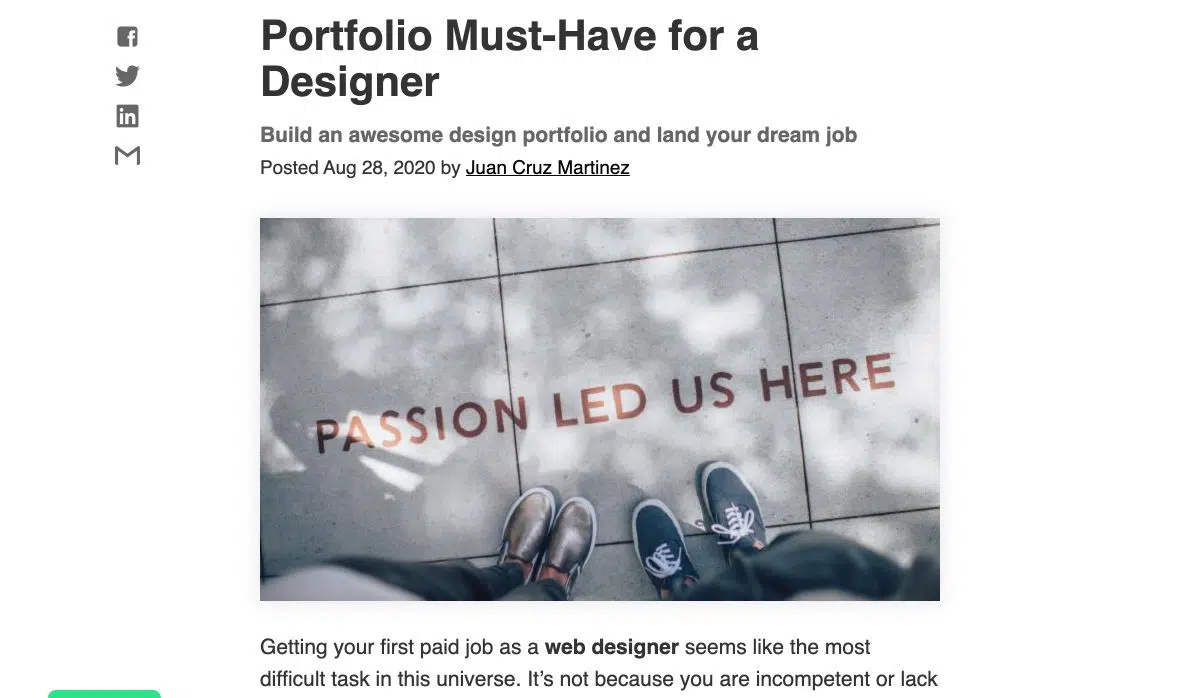 Portfolio Must-Have for a
Designer
Build an awesome design portfolio and land your dream job
Posted Aug 28, 2020 by Juan Cruz Martinez
PASSION LED US HERE
Getting your first paid job as a web designer seems like the most
difficult task in this universe. It’s not because you are incompetent or lack